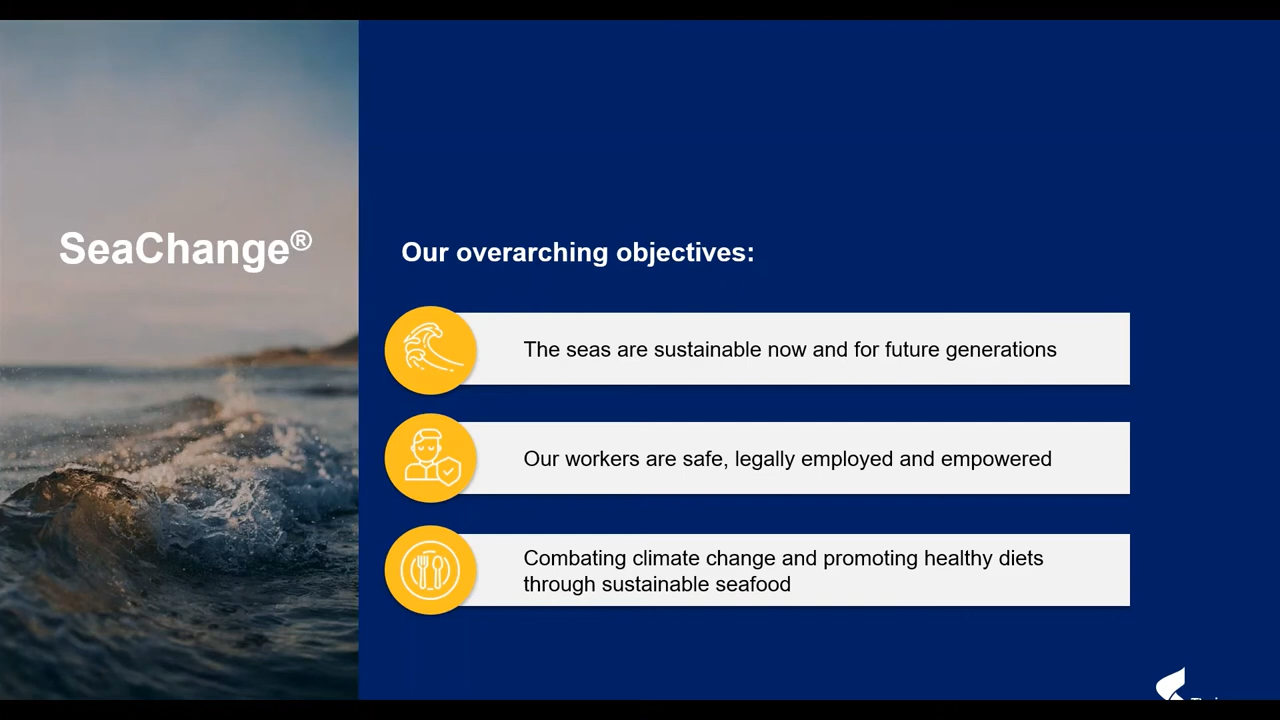 SeaChange®
Our overarching objectives:
The seas are sustainable now and for future generations
Our workers are safe, legally employed and empowered
Combating climate change and promoting healthy diets
through sustainable seafood